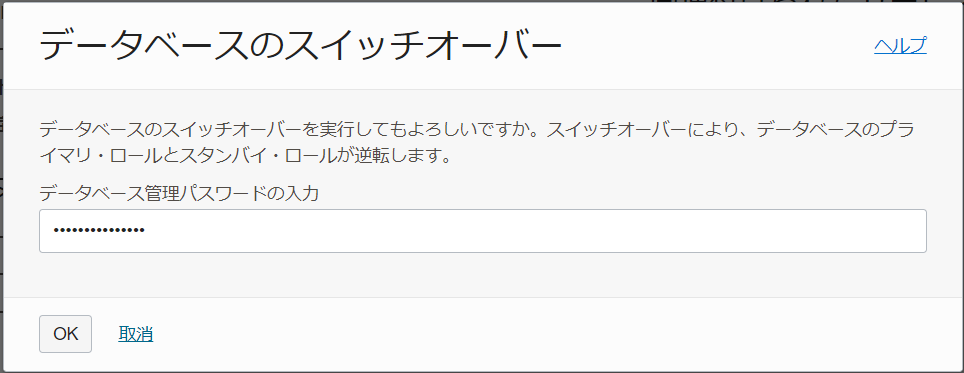 データベースのスイッチオーバー
ヘルプ
データベースのスイッチオーバーを実行してもよろしいですか。スイッチオーバーにより、データベースのプラ
イマリ・ロールとスタンバイ・ロールが逆転します。
データベース管理パスワードの入力
•••••••••••••••
OK
取消